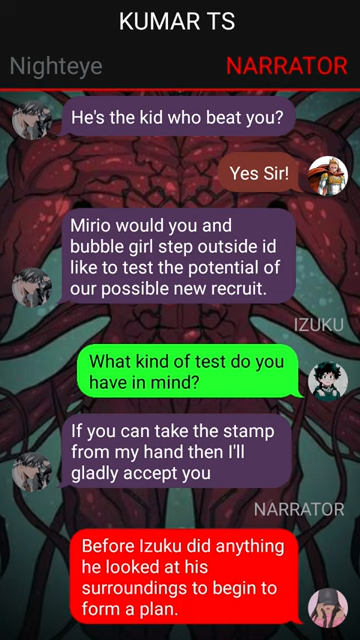 KUMAR TS
Nighteye
NARRATOR
He's the kid who beat you?
Yes Sir!
Mirio would you and
bubble girl step outside id
like to test the potential of
our possible new recruit.
IZUKU
What kind of test do you
have in mind?
If you can take the stamp
from my hand then I'll
gladly accept you
NARRATOR
Before Izuku did anything
he looked at his
surroundings to begin to
form a plan.